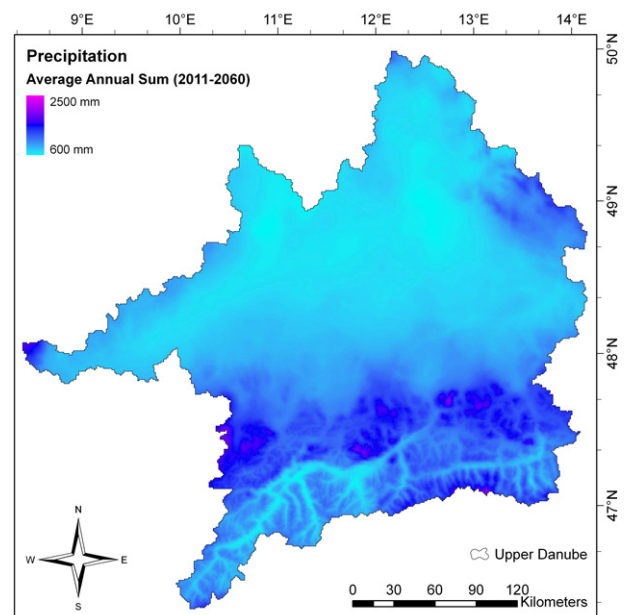 9°E 10°E 11°E 12°E 13°E 14°E
Precipitation
Average Annual Sum (2011-2060)
2500 mm
600 mm
50°N
49°N
48°N
47°N
N
W E
S
Upper Danube
0 30 60 90 120
Kilometers